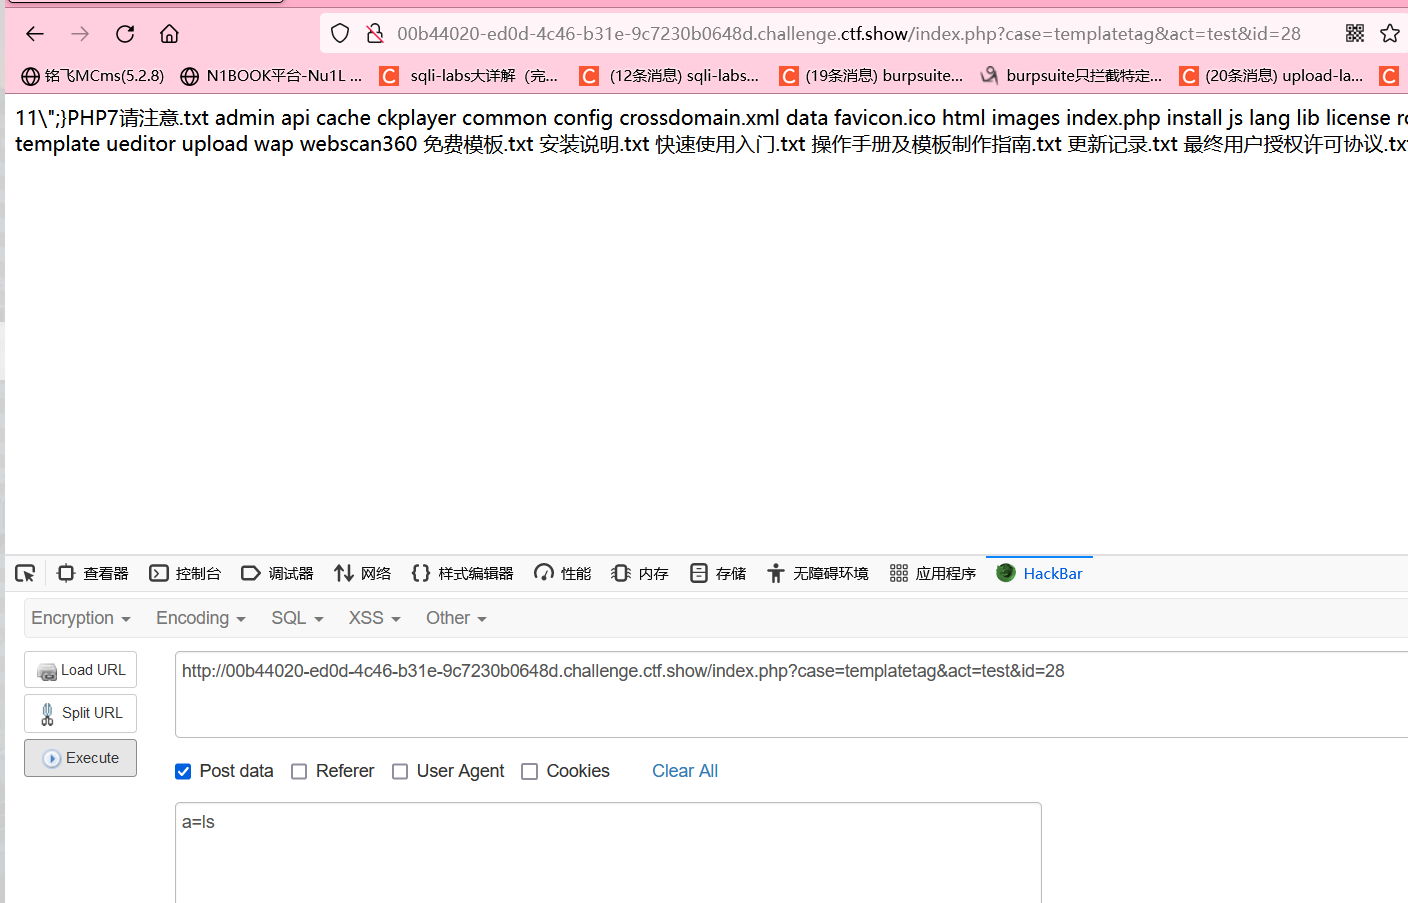 00b44020-ed0d-4c46-b31e-9c7230b0648d.challenge.ctf.show/index.php?case=templatetag&act=test&id=28
铭飞MCms(5.2.8) N1BOOK平台-Nu1L ... C sqli-labs大详解（完... C (12条消息) sqli-labs... C (19条消息) burpsuite... burpsuite只拦截特定... C (20条消息) upload-la... C
11\";}PHP7请注意.txt admin api cache ckplayer common config crossdomain.xml data favicon.ico html images index.php install js lang lib license
template ueditor upload wap webscan360 免费模板.txt 安装说明.txt 快速使用入门.txt 操作手册及模板制作指南.txt 更新记录.txt 最终用户授权许可协议.txt
查看器 控制台 调试器 网络 样式编辑器 性能 内存 存储 无障碍环境 应用程序 HackBar
Encryption Encoding SQL XSS Other
Load URL http://00b44020-ed0d-4c46-b31e-9c7230b0648d.challenge.ctf.show/index.php?case=templatetag&act=test&id=28
Split URL
Execute
Post data Referer User Agent Cookies Clear All
a=ls